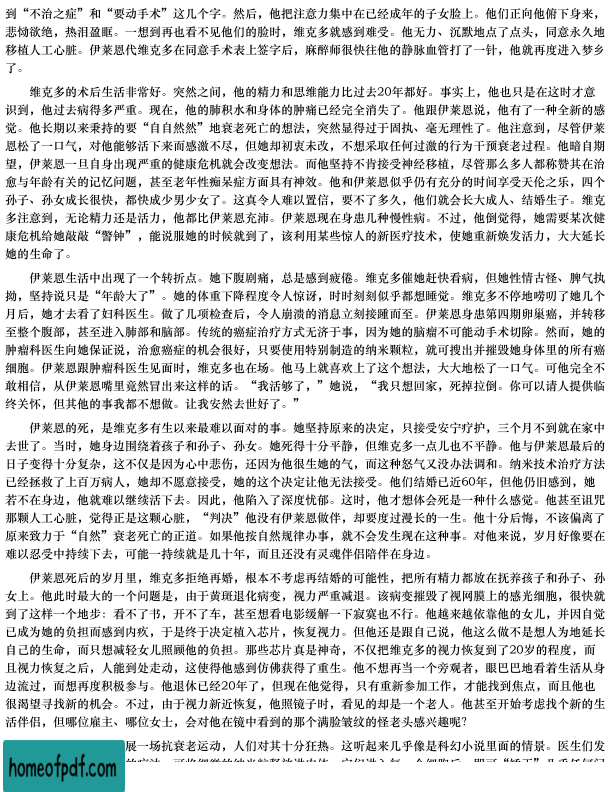 到“不治之症”和“要动手术”这几个字。然后，他把注意力集中在已经成年的子女脸上。他们正向他俯下身来，
悲恸欲绝，热泪盈眶。一想到再也看不见他们的脸时，维克多就感到难受。他无力、沉默地点了点头，同意永久地
移植人工心脏。伊莱恩代维克多在同意手术表上签字后，麻醉师很快往他的静脉血管打了一针，他就再度进入梦乡
了。
维克多的术后生活非常好。突然之间，他的精力和思维能力比过去20年都好。事实上，他也只是在这时才意
识到，他过去病得多严重。现在，他的肺积水和身体的肿痛已经完全消失了。他跟伊莱恩说，他有了一种全新的感
觉。他长期以来秉持的要“自自然然”地衰老死亡的想法，突然显得过于固执、毫无理性了。他注意到，尽管伊莱
恩松了一口气，对他能够活下来而感激不尽，但她却初衷未改，不想采取任何过激的行为干预衰老过程。他暗自期
望，伊莱恩一旦自身出现严重的健康危机就会改变想法。而他坚持不肯接受神经移植，尽管那么多人都称赞其在治
愈与年龄有关的记忆问题，甚至老年性痴呆症方面具有神效。他和伊莱恩似乎仍有充分的时间享受天伦之乐，四个
孙子、孙女成长很快，都快成少男少女了。这真令人难以置信，要不了多久，他们就会长大成人、结婚生子。维克
多注意到，无论精力还是活力，他都比伊莱恩充沛。伊莱恩现在身患几种慢性病。不过，他倒觉得，她需要某次健
康危机给她敲敲“警钟”，能说服她的时候就到了，该利用某些惊人的新医疗技术，使她重新焕发活力，大大延长
她的生命了。
伊莱恩生活中出现了一个转折点。她下腹剧痛，总是感到疲倦。维克多催她赶快看病，但她性情古怪、脾气执
拗，坚持说只是“年龄大了”。她的体重下降程度令人惊讶，时时刻刻似乎都想睡觉。维克多不停地唠叨了她几个
月后，她才去看了妇科医生。做了几项检查后，令人崩溃的消息立刻接踵而至。伊莱恩身患第四期卵巢癌，并转移
至整个腹部，甚至进入肺部和脑部。传统的癌症治疗方式无济于事，因为她的脑瘤不可能动手术切除。然而，她的
肿瘤科医生向她保证说，治愈癌症的机会很好，只要使用特别制造的纳米颗粒，就可搜出并摧毁她身体里的所有癌
细胞。伊莱恩跟肿瘤科医生见面时，维克多也在场。他马上就喜欢上了这个想法，大大地松了一口气。可他完全不
敢相信，从伊莱恩嘴里竟然冒出来这样的话。“我活够了，”她说，“我只想回家，死掉拉倒。你可以请人提供临
终关怀，但其他的事我都不想做。让我安然去世好了。”
伊莱恩的死，是维克多有生以来最难以面对的事。她坚持原来的决定，只接受安宁疗护，三个月不到就在家中
去世了。当时，她身边围绕着孩子和孙子、孙女。她死得十分平静，但维克多一点儿也不平静。他与伊莱恩最后的
日子变得十分复杂，这不仅是因为心中悲伤，还因为他很生她的气，而这种怒气又没办法调和。纳米技术治疗方法
已经拯救了上百万病人，她却不愿意接受，她的这个决定让他无法接受。他们结婚已近60年，但他仍旧感到，她
若不在身边，他就难以继续活下去。因此，他陷入了深度忧郁。这时，他才想体会死是一种什么感觉。他甚至诅咒
那颗人工心脏，觉得正是这颗心脏，“判决”他没有伊莱恩做伴，却要度过漫长的一生。他十分后悔，不该偏离了
原来致力于“自然”衰老死亡的正道。如果他按自然规律办事，就不会发生现在这种事。对他来说，岁月好像要在
难以忍受中持续下去，可能一持续就是几十年，而且还没有灵魂伴侣陪伴在身边。
伊莱恩死后的岁月里，维克多拒绝再婚，根本不考虑再结婚的可能性，把所有精力都放在抚养孩子和孙子、孙
女上。他此时最大的一个问题是，由于黄斑退化病变，视力严重减退。该病变摧毁了视网膜上的感光细胞，很快就
到了这样一个地步：看不了书，开不了车，甚至想看电影缓解一下寂寞也不行。他越来越依靠他的女儿，并因自觉
已成为她的负担而感到内疚，于是终于决定植入芯片，恢复视力。但他还是跟自己说，他这么做不是想人为地延长
自己的生命，而只想减轻女儿照顾他的负担。那些芯片真是神奇，不仅把维克多的视力恢复到了20岁的程度，而
且视力恢复之后，人能到处走动，这使得他感到仿佛获得了重生。他不想再当一个旁观者，眼巴巴地看着生活从身
边流过，而想再度积极参与。他退休已经20年了，但现在他觉得，只有重新参加工作，才能找到焦点，而且他也
很渴望寻找新的机会。不过，由于视力新近恢复，他照镜子时，看见的却是一个老人。他甚至开始考虑找个新的生
活伴侣，但哪位雇主、哪位女士，会对他在镜中看到的那个满脸皱纹的怪老头感兴趣呢？
展一场抗衰老运动，人们对其十分狂热。这听起来几乎像是科幻小说里面的情景。医生们发
homeofpdf.com